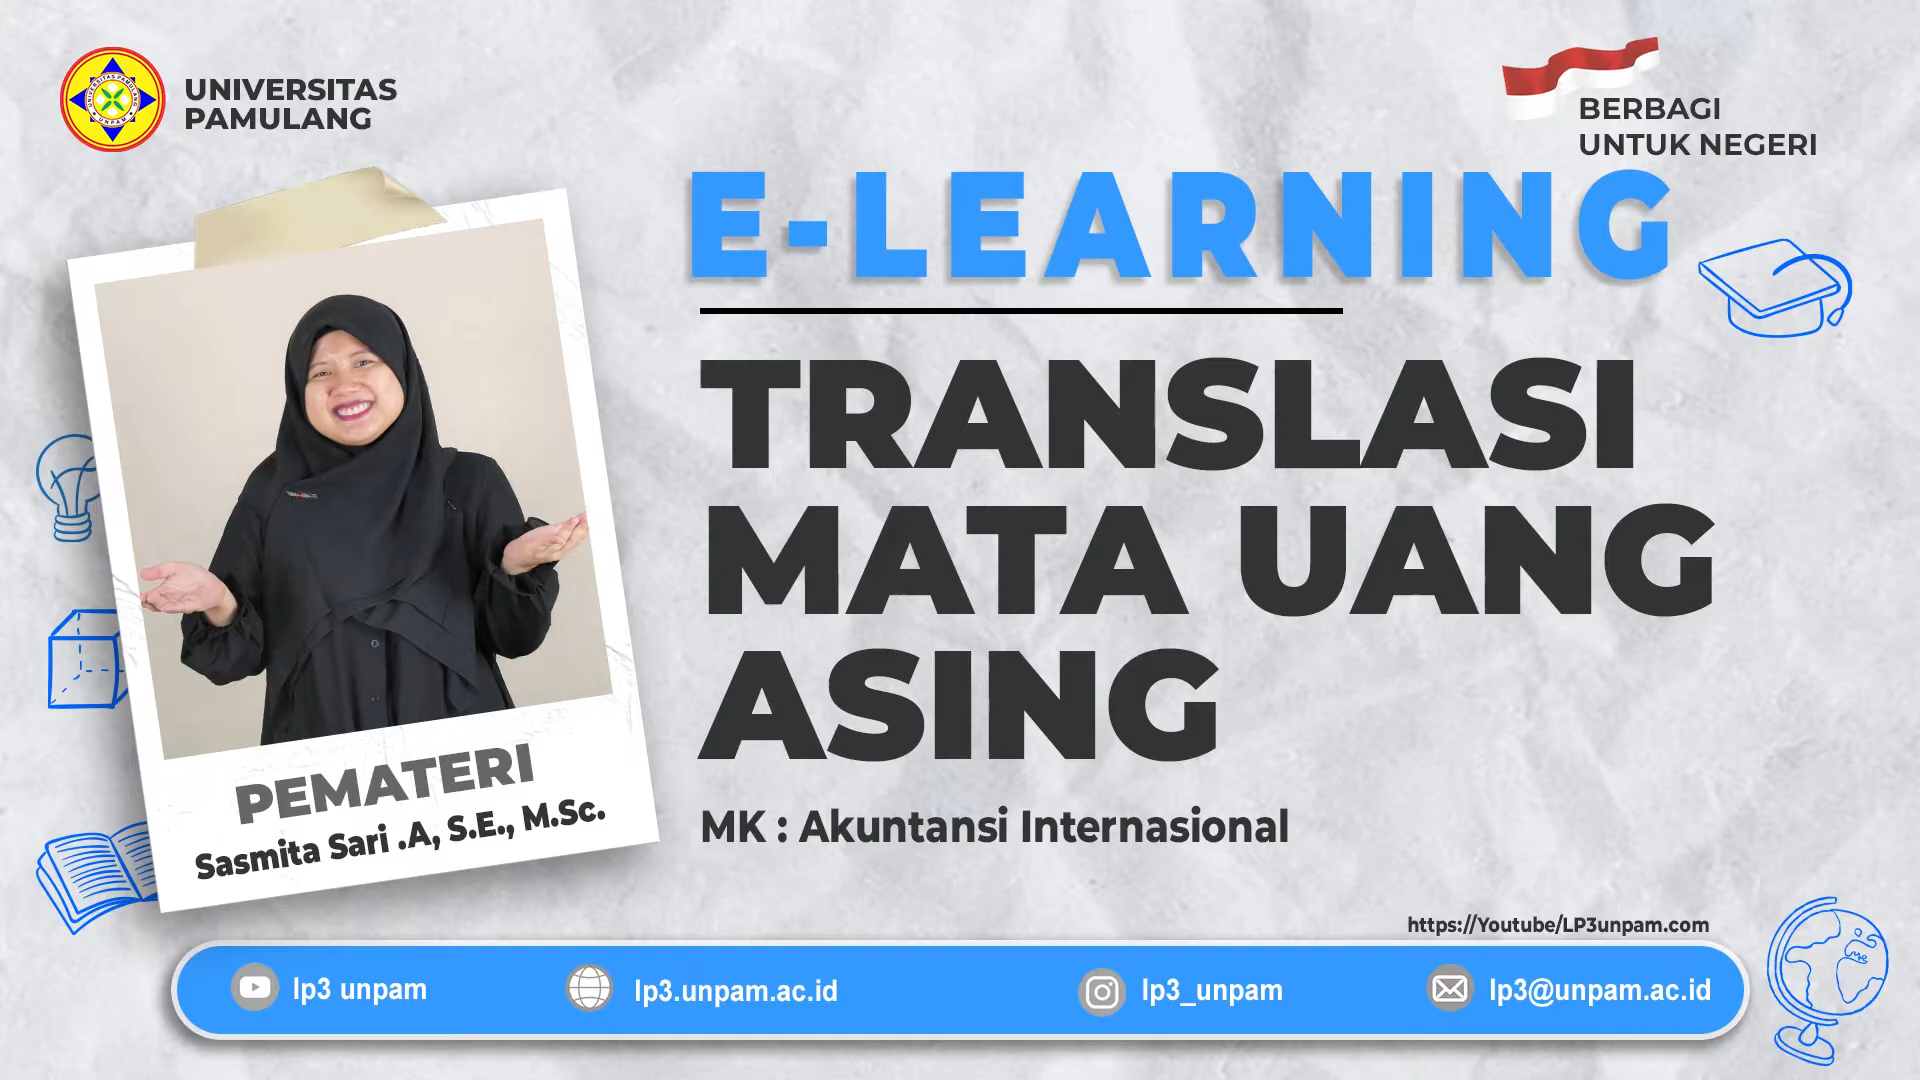 UNIVERSITAS
PAMULANG
BERBAGI
UNTUK NEGERI
E-LEARNING
TRANSLASI
MATA UANG
ASING
MK : Akuntansi Internasional
PEMATERI
Sasmita Sari .A, S.E., M.Sc.
https://Youtube/LP3unpam.com
lp3 unpam
lp3.unpam.ac.id
lp3_unpam
lp3@unpam.ac.id